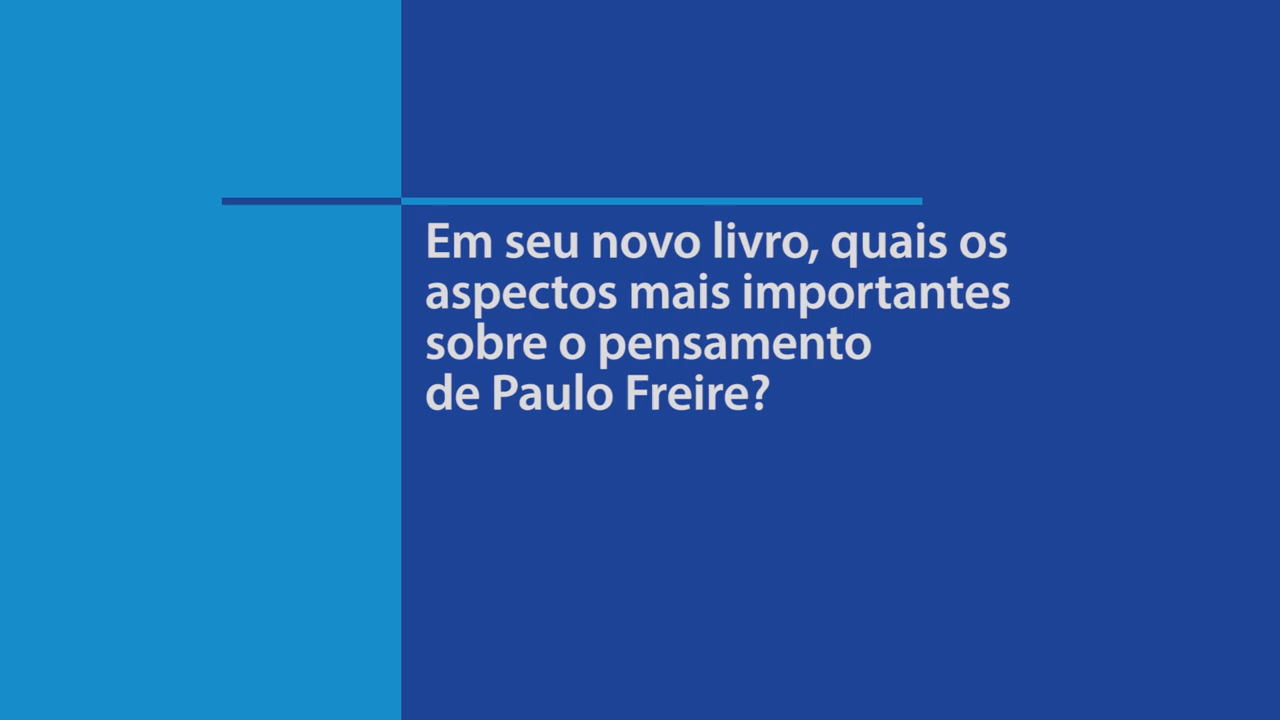 Em seu novo livro, quais os
aspectos mais importantes
sobre o pensamento
de Paulo Freire?